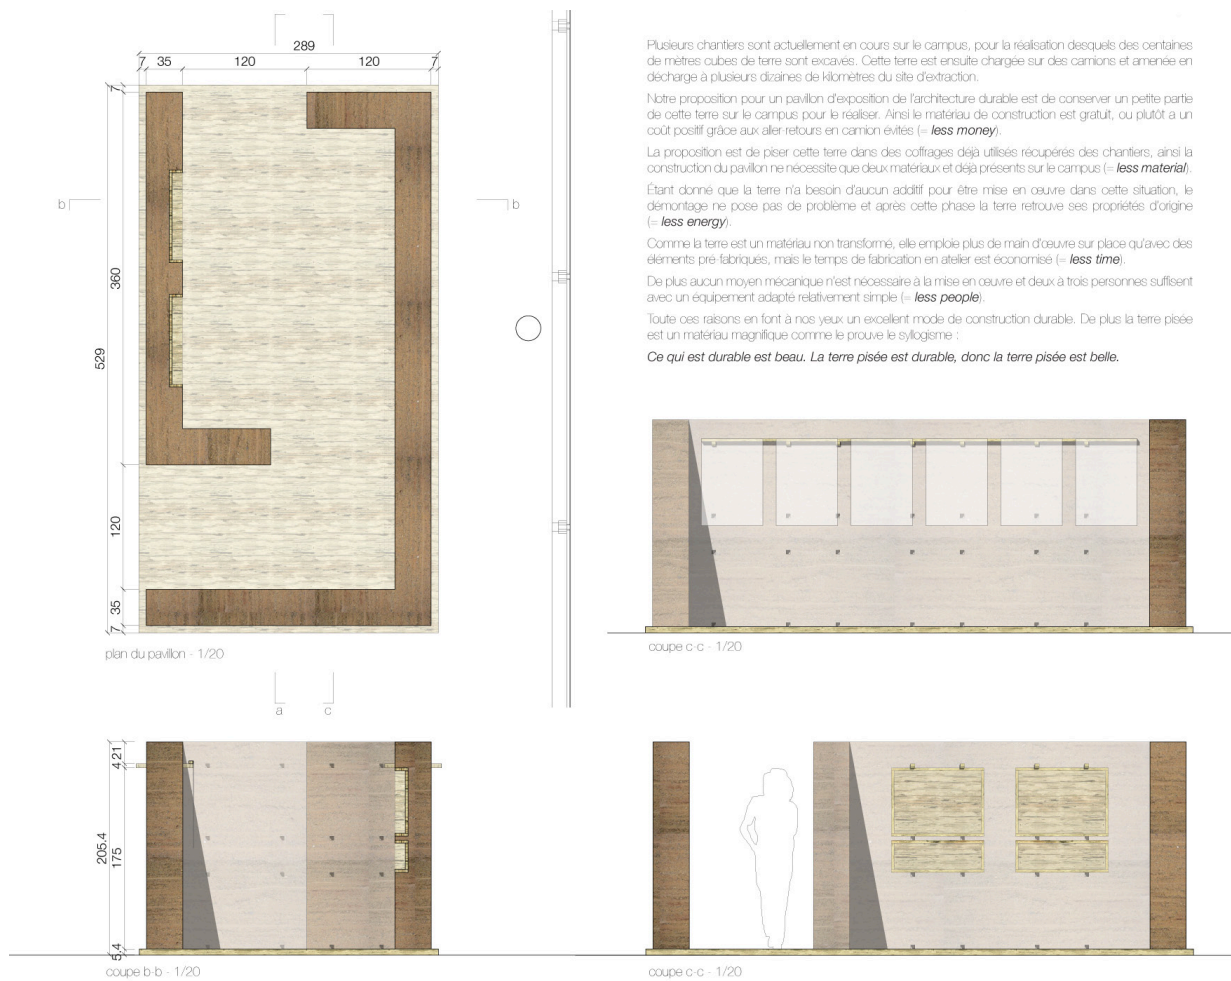 289
7 35 120 120 7
7
360
529
120
35
7
b
b
plan du pavillon - 1/20
a c
Plusieurs chantiers sont actuellement en cours sur le campus, pour la réalisation desquels des centaines
de mètres cubes de terre sont excavés. Cette terre est ensuite chargée sur des camions et amenée en
décharge à plusieurs dizaines de kilomètres du site d'extraction.
Notre proposition pour un pavillon d'exposition de l'architecture durable est de conserver un petite partie
de cette terre sur le campus pour le réaliser. Ainsi le matériau de construction est gratuit, ou plutôt a un
coût positif grâce aux aller retours en camion évités (= less money).
La proposition est de piser cette terre dans des coffrages déjà utilisés récupérés des chantiers, ainsi la
construction du pavillon ne nécessite que deux matériaux et déjà présents sur le campus (= less material).
Étant donné que la terre n'a besoin d'aucun additif pour être mise en œuvre dans cette situation, le
démontage ne pose pas de problème et après cette phase la terre retrouve ses propriétés d'origine
(= less energy).
Comme la terre est un matériau non transformé, elle emploie plus de main d'œuvre sur place qu'avec des
éléments pré-fabriqués, mais le temps de fabrication en atelier est économisé (= less time).
De plus aucun moyen mécanique n'est nécessaire à la mise en œuvre et deux à trois personnes suffisent
avec un équipement adapté relativement simple (= less people).
Toute ces raisons en font à nos yeux un excellent mode de construction durable. De plus la terre pisée
est un matériau magnifique comme le prouve le syllogisme :
Ce qui est durable est beau. La terre pisée est durable, donc la terre pisée est belle.
coupe c-c - 1/20
21
4
205.4
175
5.4
coupe b-b - 1/20
coupe c-c - 1/20